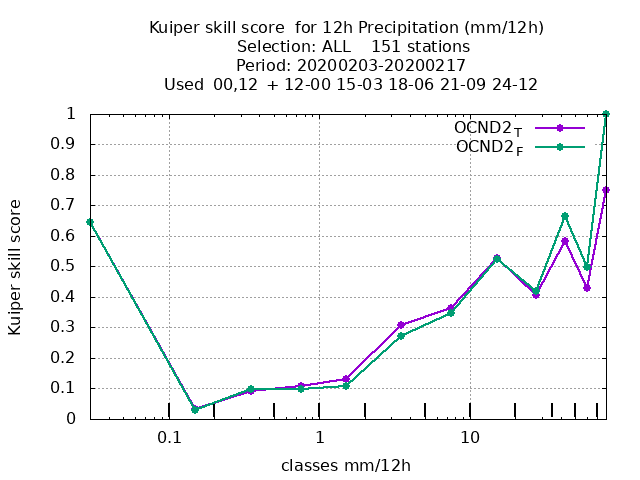 Kuiper skill score  for 12h Precipitation (mm/12h)
Selection: ALL    151 stations
Period: 20200203-20200217
Used  00,12  + 12-00 15-03 18-06 21-09 24-12
OCND2T
OCND2F
1
0.9
0.8
0.7
0.6
0.5
0.4
0.3
0.2
0.1
0
Kuiper skill score
0.1 1 10
classes mm/12h